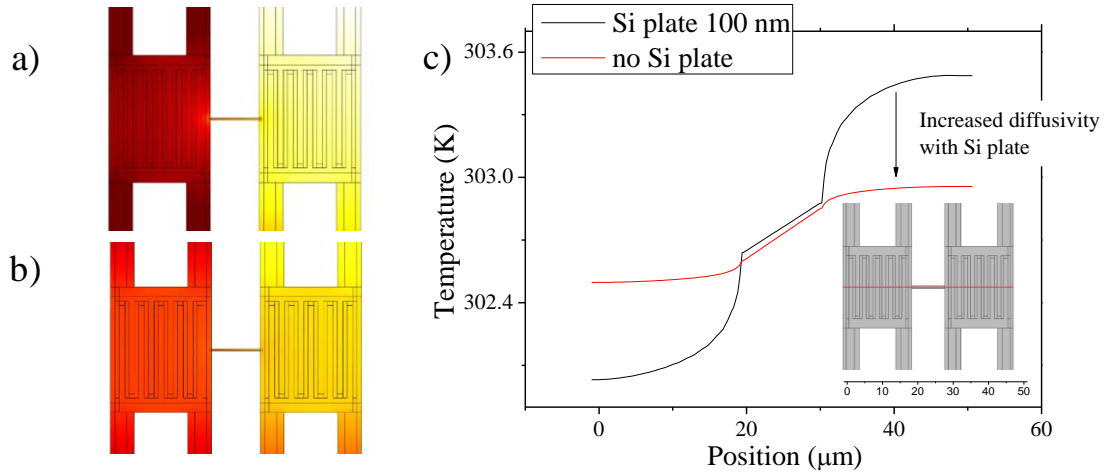 a)
b)
c)
Si plate 100 nm
no Si plate
303.6
303.0
302.4
Temperature (K)
Increased diffusivity
with Si plate
0 10 20 30 40 50
0 20 40 60
Position (μm)